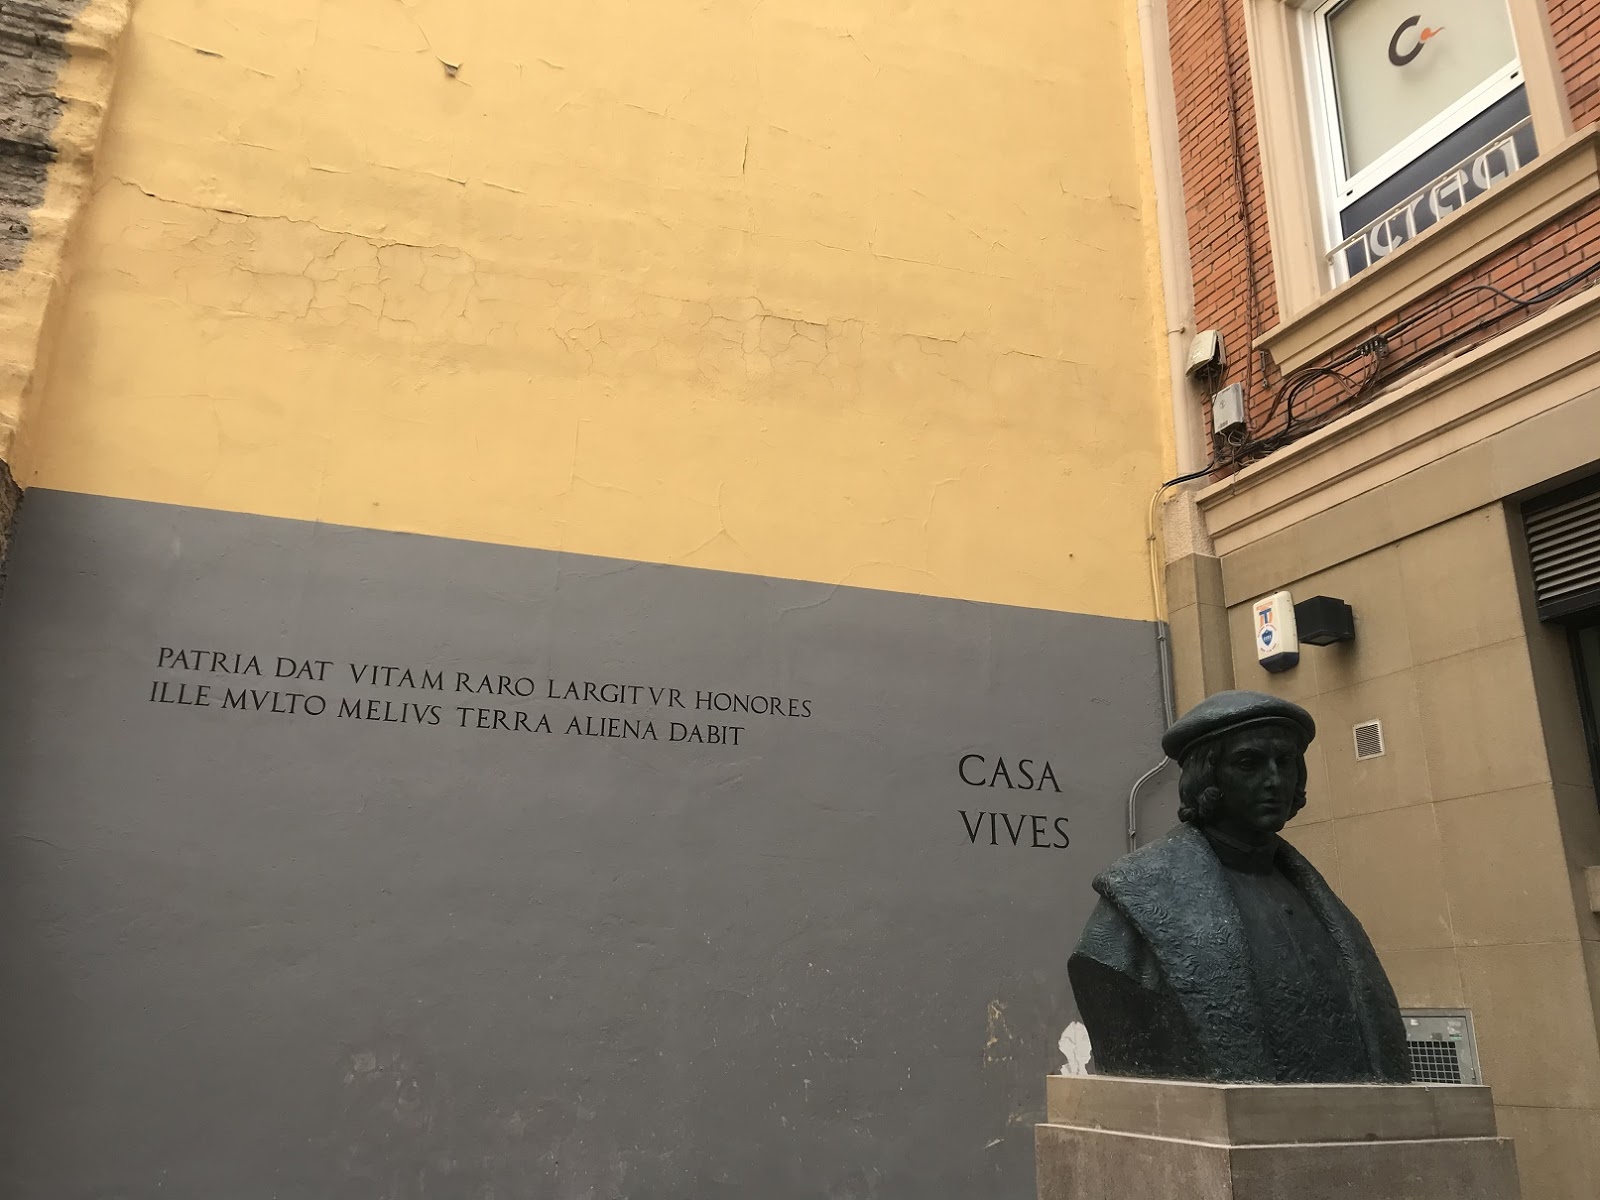 PATRIA DAT VITAM RARO LARGITVR HONORES
ILLE MVLTO MELIVS TERRA ALIENA DABIT
CASA
VIVES